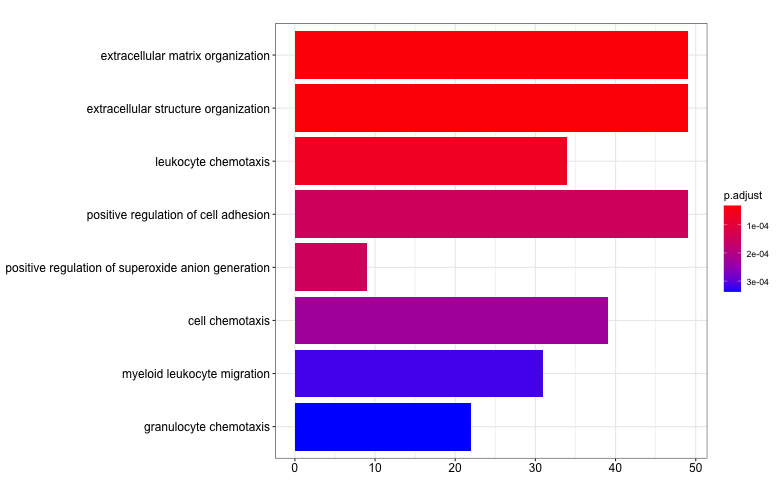 extracellular matrix organization
extracellular structure organization
leukocyte chemotaxis
positive regulation of cell adhesion
positive regulation of superoxide anion generation
cell chemotaxis
myeloid leukocyte migration
granulocyte chemotaxis
0 10 20 30 40 50
p.adjust
1e-04
2e-04
3e-04